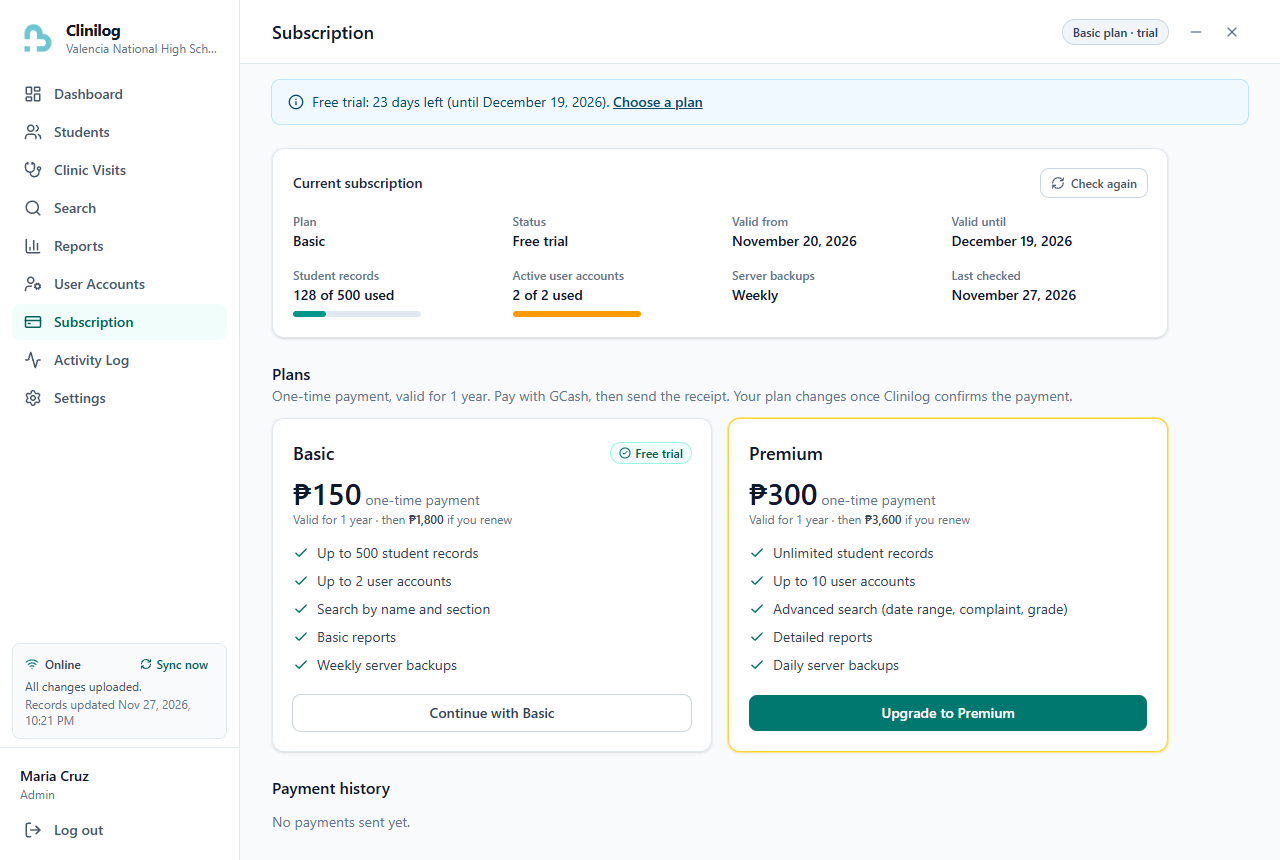 Clinilog
Valencia National High Sch...
Dashboard
Students
Clinic Visits
Search
Reports
User Accounts
Subscription
Activity Log
Settings
Online
Sync now
All changes uploaded.
Records updated Nov 27, 2026,
10:21 PM
Maria Cruz
Admin
Log out
Subscription
Basic plan · trial
Free trial: 23 days left (until December 19, 2026). Choose a plan
Current subscription
Check again
Plan
Basic
Status
Free trial
Valid from
November 20, 2026
Valid until
December 19, 2026
Student records
128 of 500 used
Active user accounts
2 of 2 used
Server backups
Weekly
Last checked
November 27, 2026
Plans
One-time payment, valid for 1 year. Pay with GCash, then send the receipt. Your plan changes once Clinilog confirms the payment.
Basic
Free trial
₱150 one-time payment
Valid for 1 year · then ₱1,800 if you renew
Up to 500 student records
Up to 2 user accounts
Search by name and section
Basic reports
Weekly server backups
Continue with Basic
Premium
₱300 one-time payment
Valid for 1 year · then ₱3,600 if you renew
Unlimited student records
Up to 10 user accounts
Advanced search (date range, complaint, grade)
Detailed reports
Daily server backups
Upgrade to Premium
Payment history
No payments sent yet.